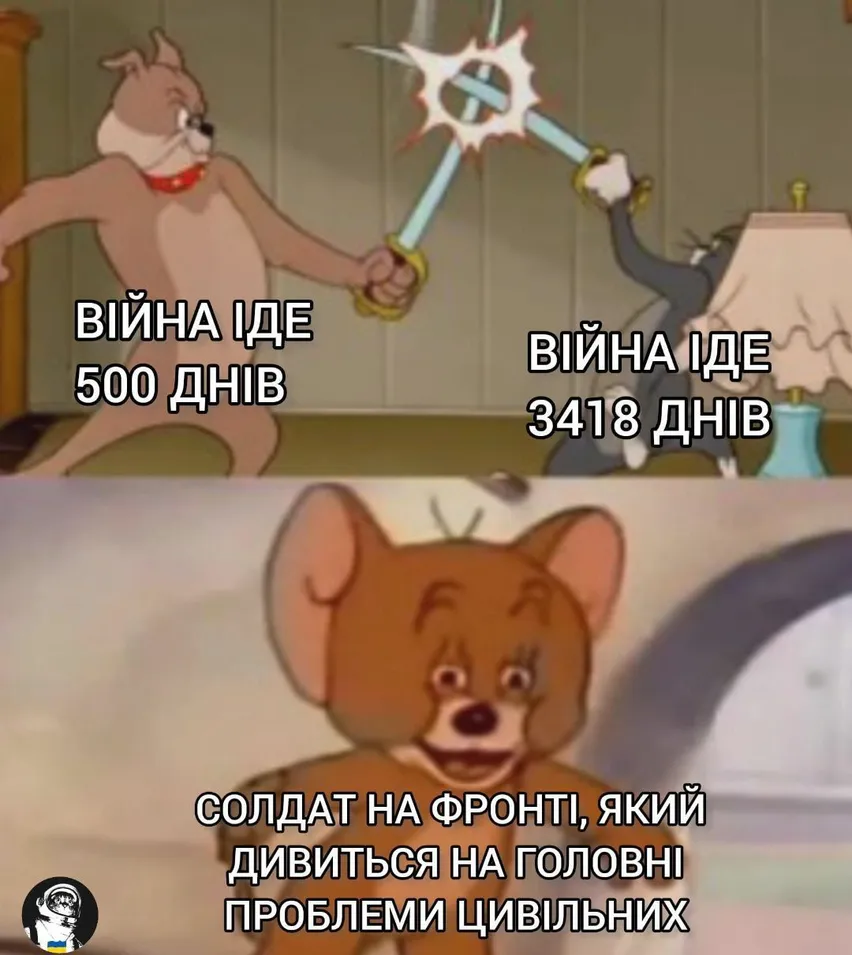 ВІЙНА ІДЕ
500 ДНІВ
ВІЙНА ІДЕ
3418 ДНІВ
СОЛДАТ НА ФРОНТІ, ЯКИЙ
ДИВИТЬСЯ НА ГОЛОВНІ
ПРОБЛЕМИ ЦИВІЛЬНИХ